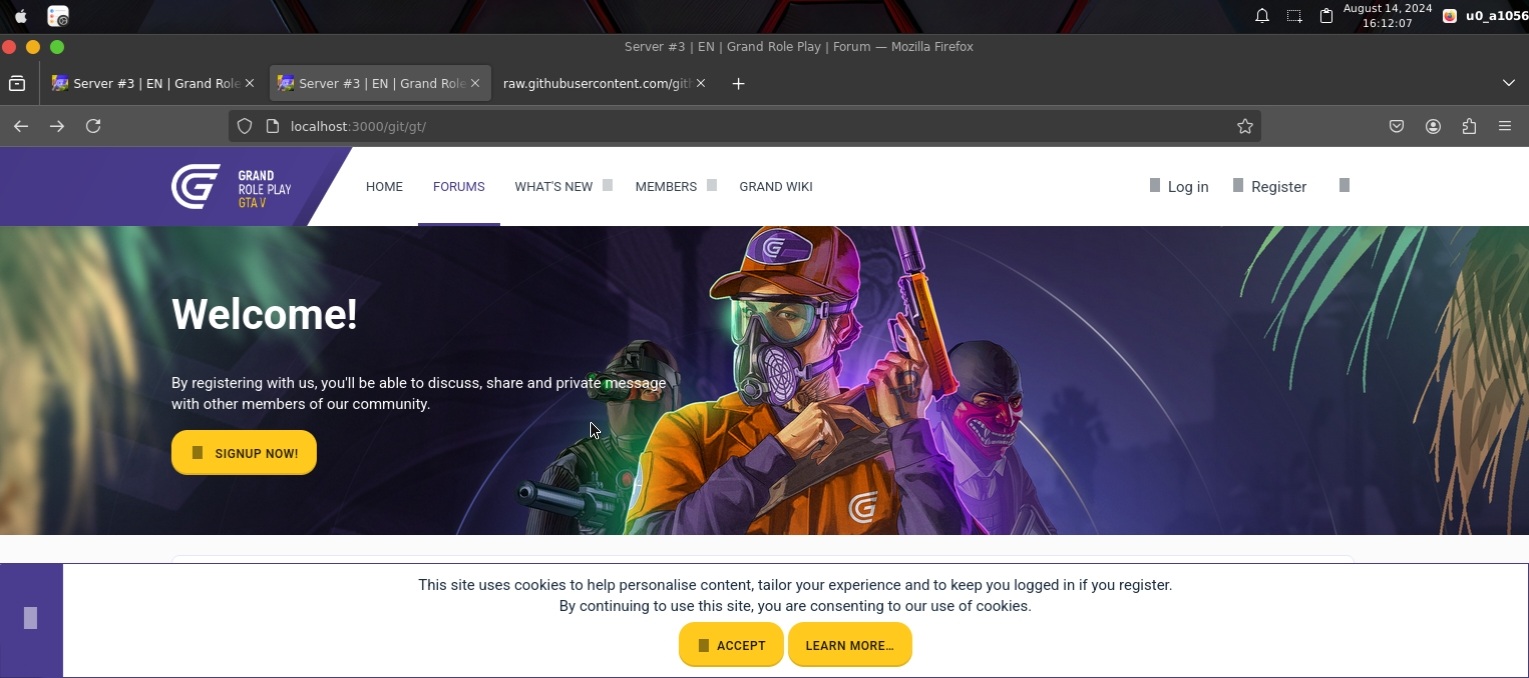 August 14, 2024
16:12:07
u0_a1056
Server #3 | EN | Grand Role Play | Forum — Mozilla Firefox
Server #3 | EN | Grand Role
Server #3 | EN | Grand Role
raw.githubusercontent.com/git
localhost:3000/git/gt/
GRAND
ROLE PLAY
GTA V
HOME
FORUMS
WHAT'S NEW
MEMBERS
GRAND WIKI
Log in
Register
Welcome!
By registering with us, you'll be able to discuss, share and private message
with other members of our community.
SIGNUP NOW!
This site uses cookies to help personalise content, tailor your experience and to keep you logged in if you register.
By continuing to use this site, you are consenting to our use of cookies.
ACCEPT
LEARN MORE…